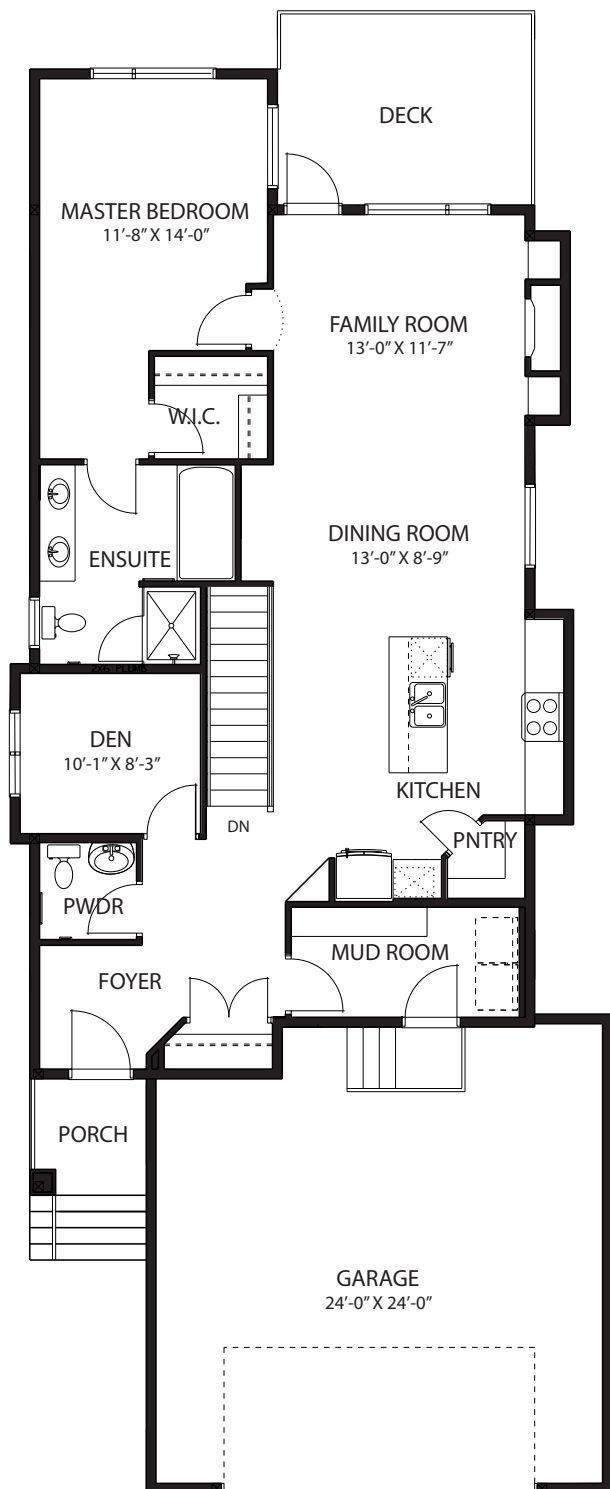 DECK
MASTER BEDROOM
11'-8" X 14'-0"
FAMILY ROOM
13'-0" X 11'-7"
W.I.C.
DINING ROOM
13'-0" X 8'-9"
ENSUITE
2X6 PLUMB
DEN
10'-1" X 8'-3"
KITCHEN
DN
PNTRY
PWDR
MUD ROOM
FOYER
PORCH
GARAGE
24'-0" X 24'-0"